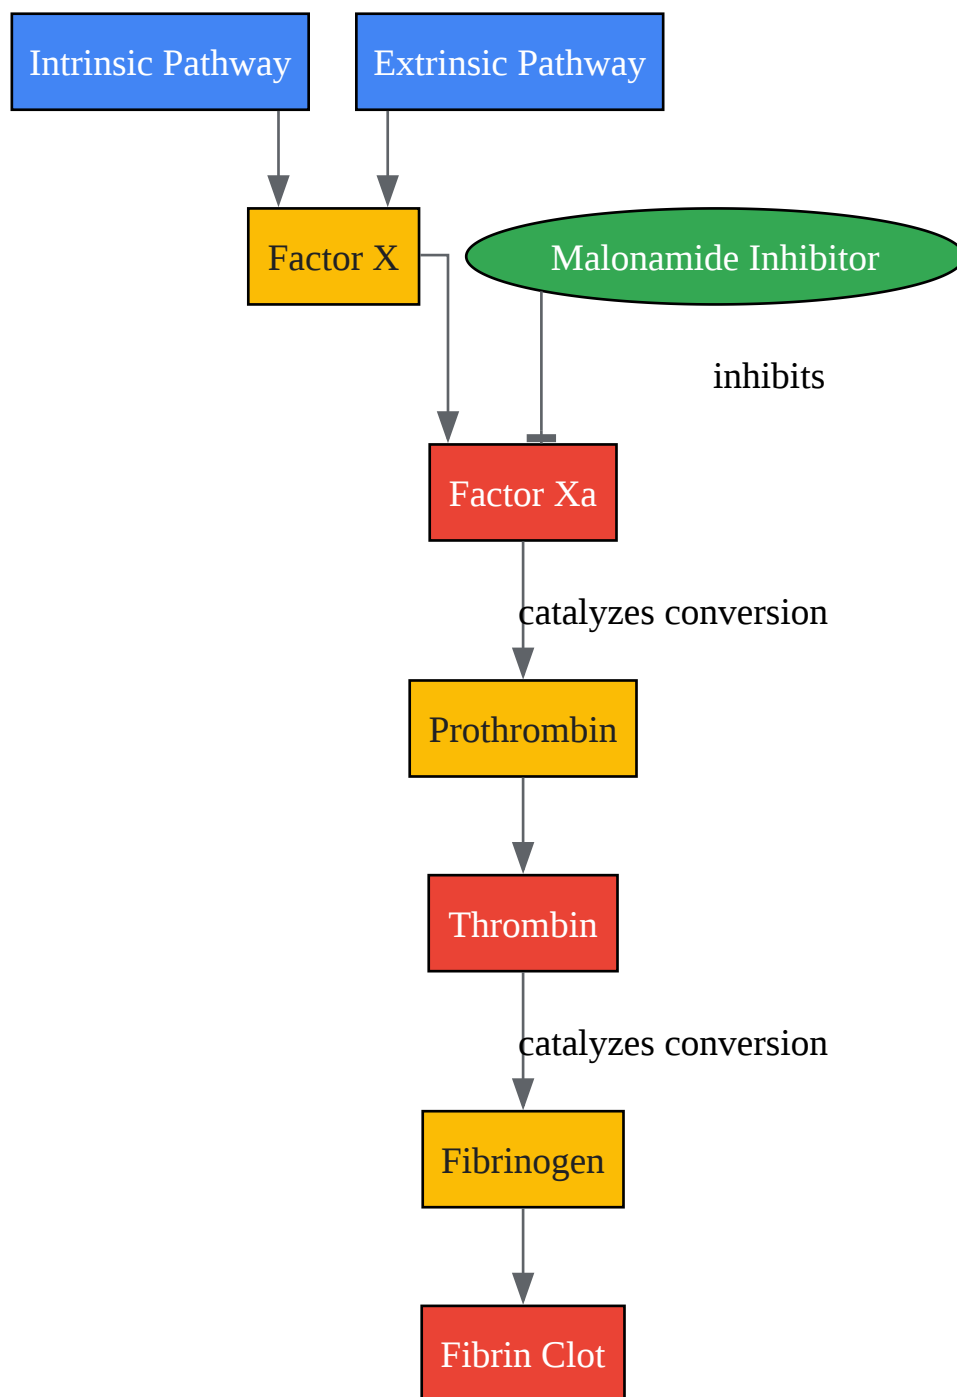 Intrinsic Pathway
Extrinsic Pathway
Factor X
Malonamide Inhibitor
inhibits
Factor Xa
catalyzes conversion
Prothrombin
Thrombin
catalyzes conversion
Fibrinogen
Fibrin Clot